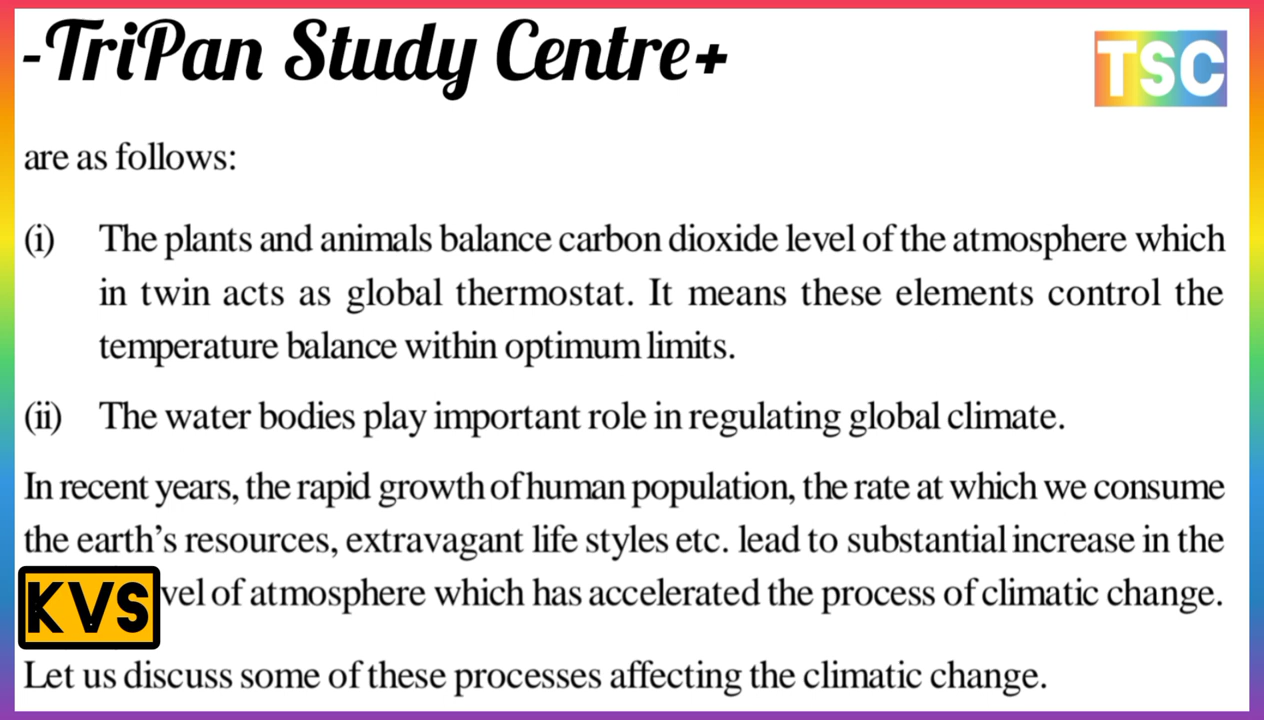 -TriPan Study Centre+
TSC
are as follows:
(i) The plants and animals balance carbon dioxide level of the atmosphere which
in twin acts as global thermostat. It means these elements control the
temperature balance within optimum limits.
(ii) The water bodies play important role in regulating global climate.
In recent years, the rapid growth of human population, the rate at which we consume
the earth's resources, extravagant life styles etc. lead to substantial increase in the
KVS vel of atmosphere which has accelerated the process of climatic change.
Let us discuss some of these processes affecting the climatic change.